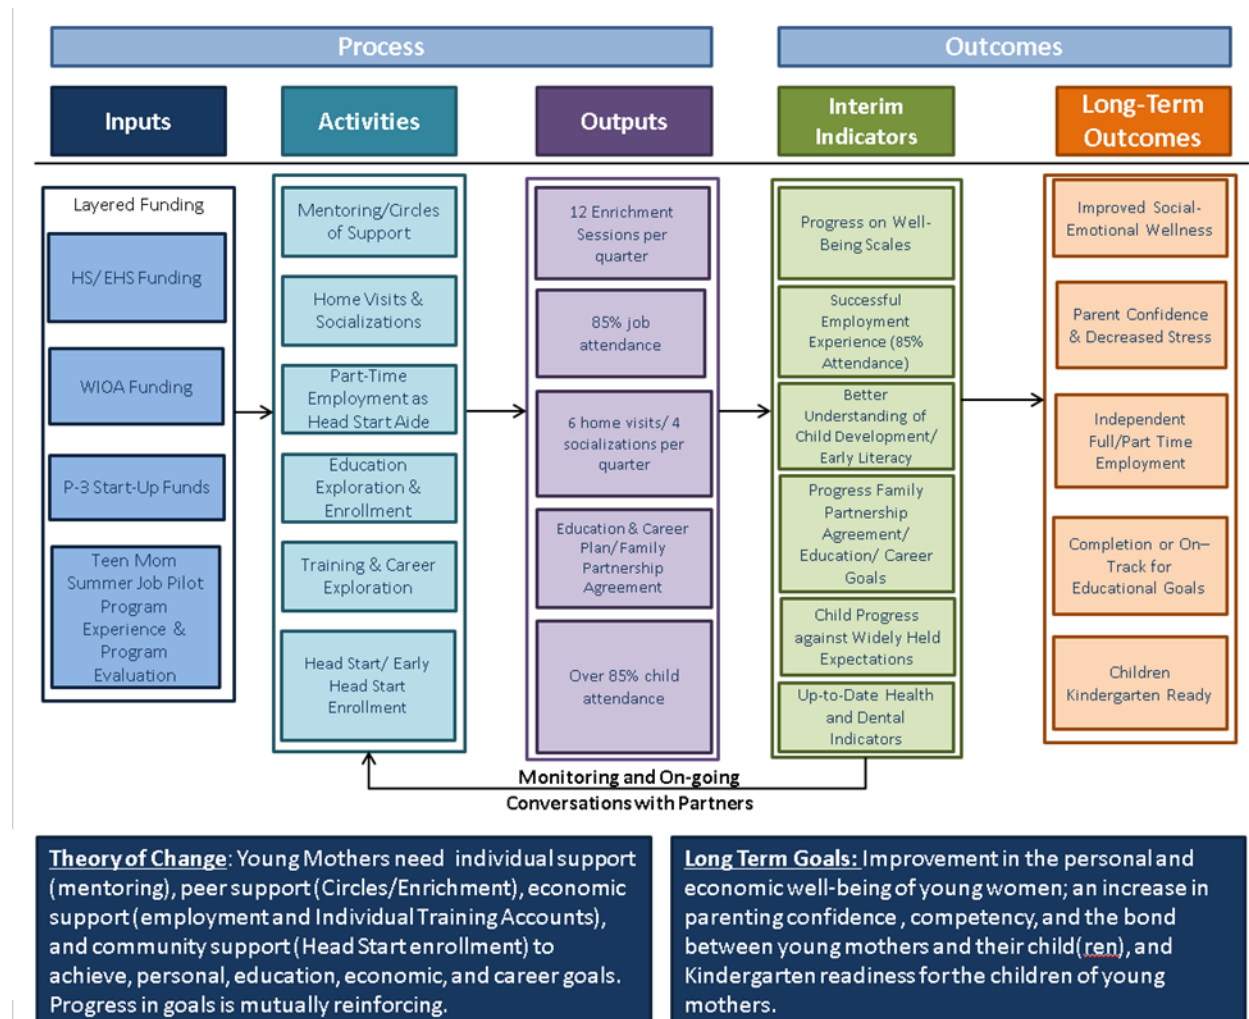 Process
Outcomes
Inputs
Activities
Outputs
Interim
Indicators
Long-Term
Outcomes
Layered Funding
HS/ EHS Funding
WIOA Funding
P-3 Start-Up Funds
Teen Mom
Summer Job Pilot
Program
Experience &
Program
Evaluation
Mentoring/Circles
of Support
Home Visits &
Socializations
Part-Time
Employment as
Head Start Aide
Education
Exploration &
Enrollment
Training & Career
Exploration
Head Start/ Early
Head Start
Enrollment
12 Enrichment
Sessions per
quarter
85% job
attendance
6 home visits/ 4
socializations per
quarter
Education & Career
Plan/Family
Partnership
Agreement
Over 85% child
attendance
Progress on Well-
Being Scales
Successful
Employment
Experience (85%
Attendance)
Better
Understanding of
Child Development/
Early Literacy
Progress Family
Partnership
Agreement/
Education/ Career
Goals
Child Progress
against Widely Held
Expectations
Up-to-Date Health
and Dental
Indicators
Improved Social-
Emotional Wellness
Parent Confidence
& Decreased Stress
Independent
Full/Part Time
Employment
Completion or On–
Track for
Educational Goals
Children
Kindergarten Ready
Monitoring and On-going
Conversations with Partners
Theory of Change: Young Mothers need individual support
(mentoring), peer support (Circles/Enrichment), economic
support (employment and Individual Training Accounts),
and community support (Head Start enrollment) to
achieve, personal, education, economic, and career goals.
Progress in goals is mutually reinforcing.
Long Term Goals: Improvement in the personal and
economic well-being of young women; an increase in
parenting confidence , competency, and the bond
between young mothers and their child(ren), and
Kindergarten readiness for the children of young
mothers.